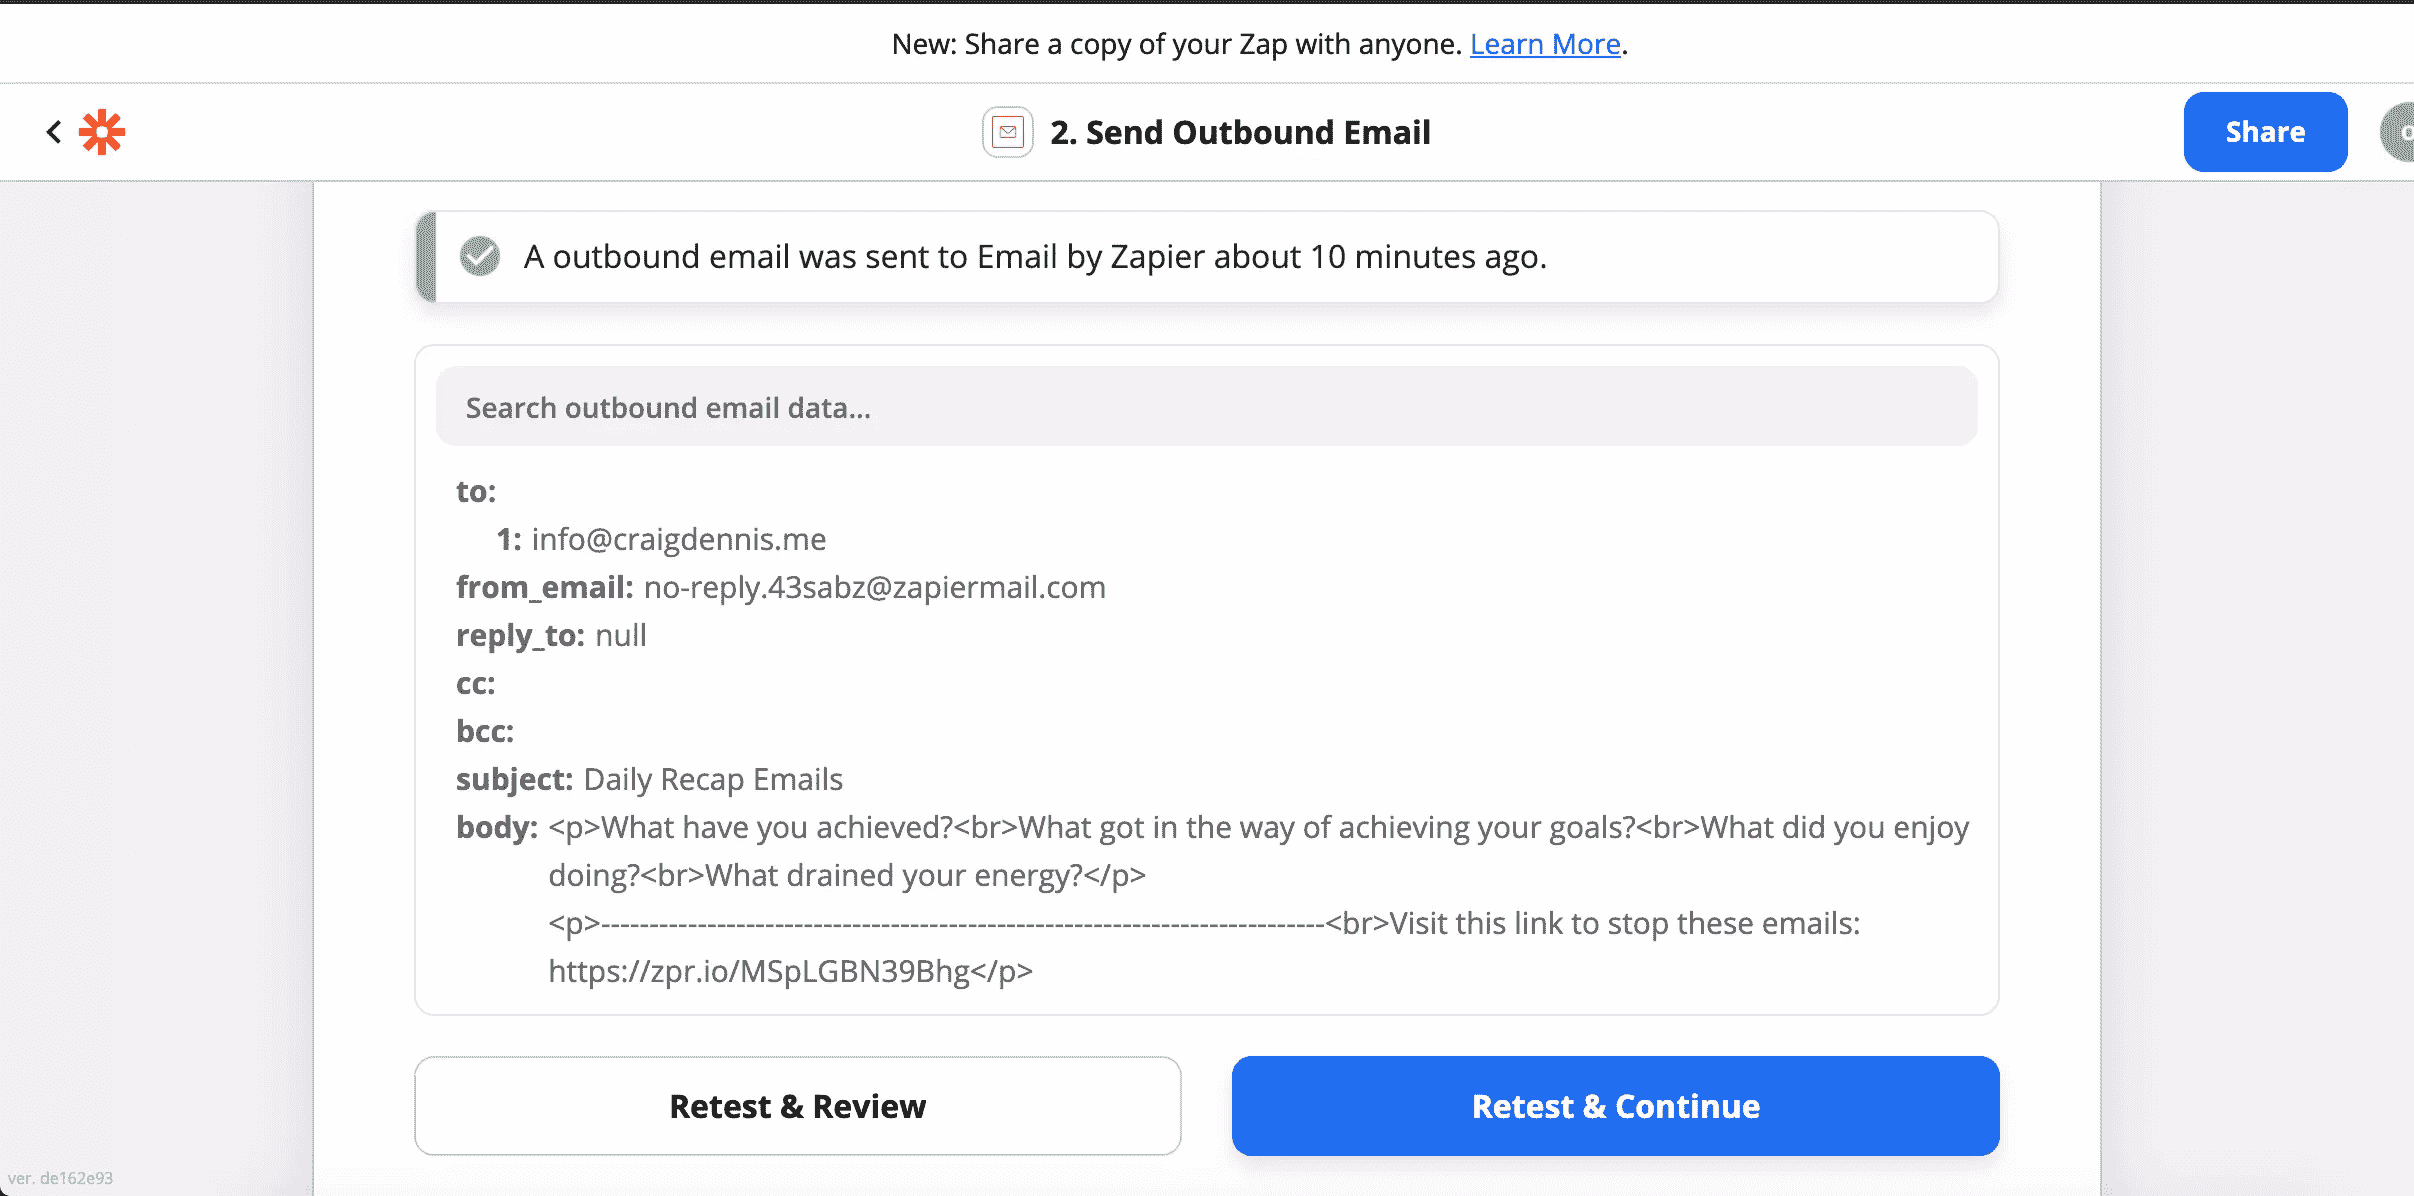 New: Share a copy of your Zap with anyone. Learn More.
2. Send Outbound Email
Share
A outbound email was sent to Email by Zapier about 10 minutes ago.
Search outbound email data...
to:
1: info@craigdennis.me
from_email: no-reply.43sabz@zapiermail.com
reply_to: null
cc:
bcc:
subject: Daily Recap Emails
body: <p>What have you achieved?<br>What got in the way of achieving your goals?<br>What did you enjoy
doing?<br>What drained your energy?</p>
<p>---------------------------------------------------------------------------<br>Visit this link to stop these emails:
https://zpr.io/MSpLGBN39Bhg</p>
Retest & Review
Retest & Continue
ver. de162e93